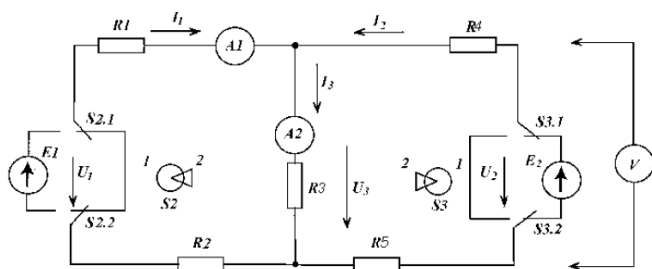 R1 I1 A1 I2 R4
I3
S2.1 S3.1
A2
E1 U1 1 2 S2 R3 U3 2 1 S3 U2 E2 V
S2.2 S3.2
R2 R5